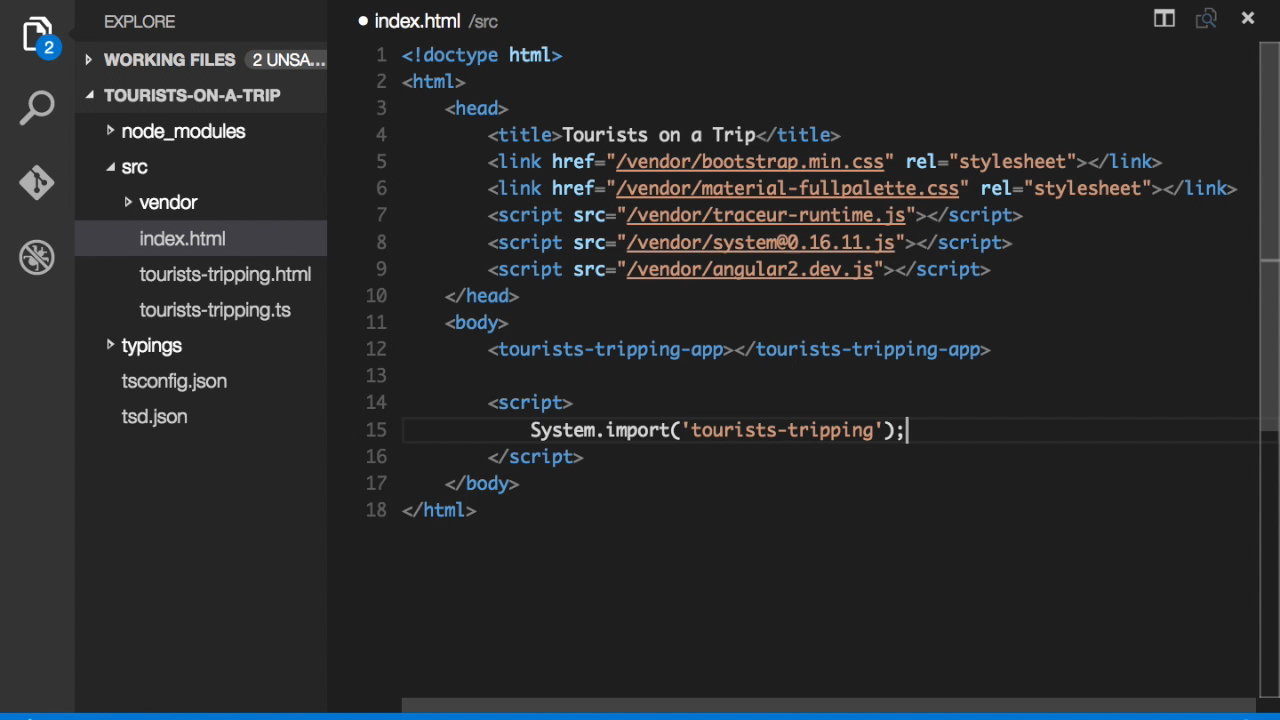 EXPLORE
2
WORKING FILES 2 UNSA...
TOURISTS-ON-A-TRIP
node_modules
src
vendor
index.html
tourists-tripping.html
tourists-tripping.ts
typings
tsconfig.json
tsd.json
● index.html /src
1 <!doctype html>
2 <html>
3     <head>
4         <title>Tourists on a Trip</title>
5         <link href="/vendor/bootstrap.min.css" rel="stylesheet"></link>
6         <link href="/vendor/material-fullpalette.css" rel="stylesheet"></link>
7         <script src="/vendor/traceur-runtime.js"></script>
8         <script src="/vendor/system@0.16.11.js"></script>
9         <script src="/vendor/angular2.dev.js"></script>
10     </head>
11     <body>
12         <tourists-tripping-app></tourists-tripping-app>
13
14         <script>
15             System.import('tourists-tripping');
16         </script>
17     </body>
18 </html>